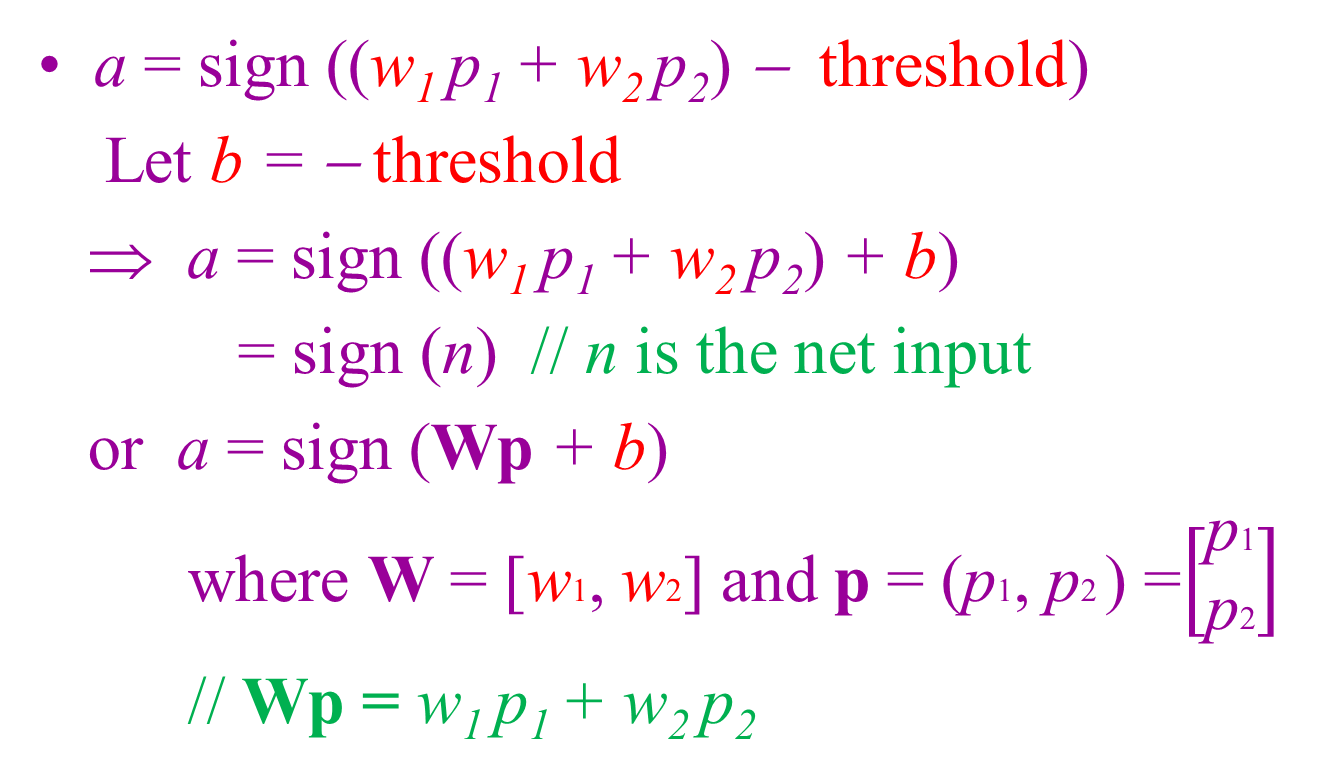 • a = sign ((w₁p₁ + w₂p₂) – threshold)
Let b = – threshold
⇒ a = sign ((w₁p₁ + w₂p₂) + b)
= sign (n) // n is the net input
or a = sign (Wp + b)
where W = [w₁, w₂] and p = (p₁, p₂) = [p₁ p₂]
// Wp = w₁p₁ + w₂p₂